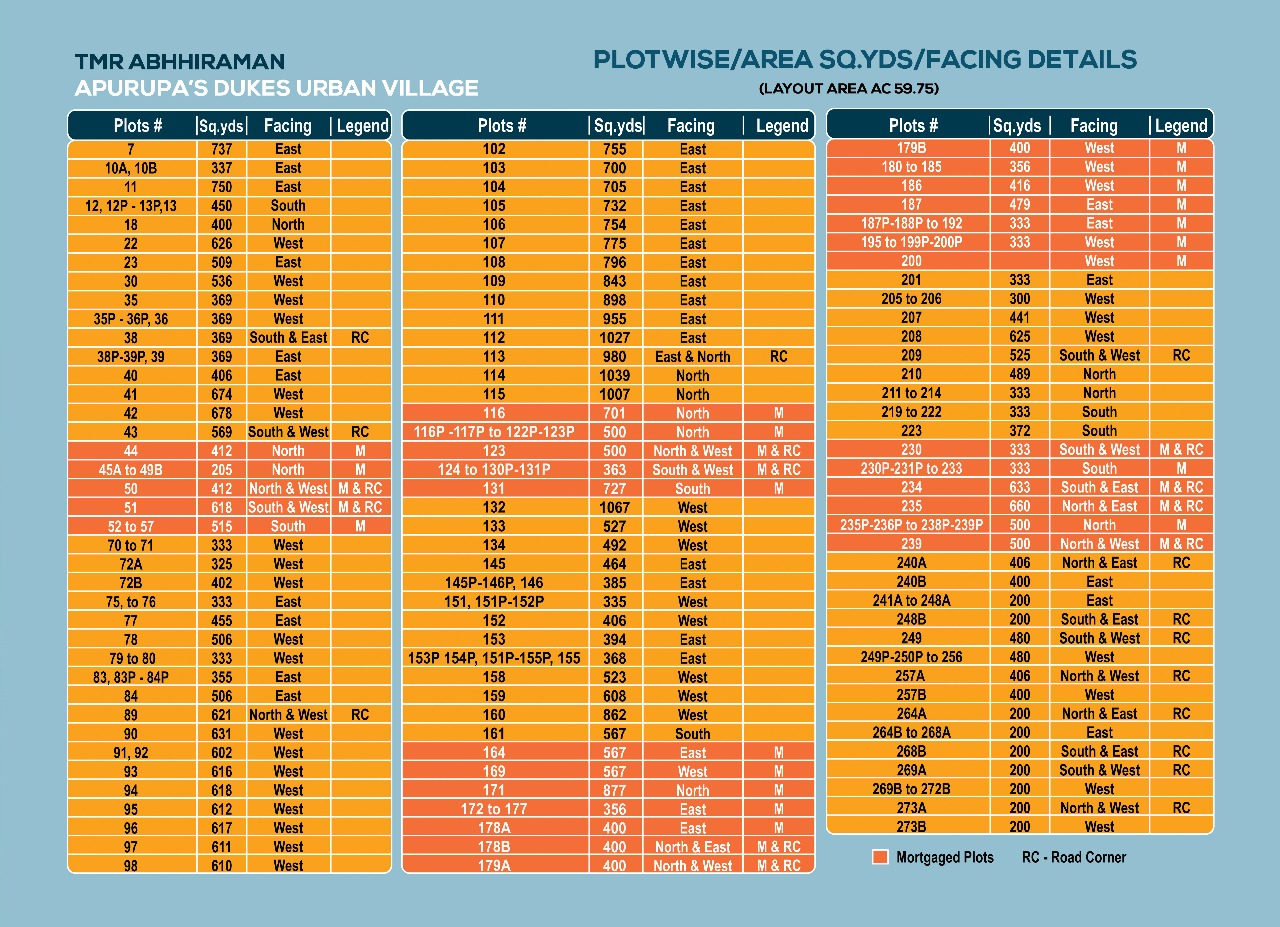 TMR ABHHIRAMAN
APURUPA'S DUKES URBAN VILLAGE
PLOTWISE/AREA SQ.YDS/FACING DETAILS
(LAYOUT AREA AC 59.75)
Plots # Sq.yds Facing Legend
7 737 East
10A, 10B 337 East
11 750 East
12, 12P - 13P,13 450 South
18 400 North
22 626 West
23 509 East
30 536 West
35 369 West
35P - 36P, 36 369 West
38 369 South & East RC
38P-39P, 39 369 East
40 406 East
41 674 West
42 678 West
43 569 South & West RC
44 412 North M
45A to 49B 205 North M
50 412 North & West M & RC
51 618 South & West M & RC
52 to 57 515 South M
70 to 71 333 West
72A 325 West
72B 402 West
75, to 76 333 East
77 455 East
78 506 West
79 to 80 333 West
83, 83P - 84P 355 East
84 506 East
89 621 North & West RC
90 631 West
91, 92 602 West
93 616 West
94 618 West
95 612 West
96 617 West
97 611 West
98 610 West
Plots # Sq.yds Facing Legend
102 755 East
103 700 East
104 705 East
105 732 East
106 754 East
107 775 East
108 796 East
109 843 East
110 898 East
111 955 East
112 1027 East
113 980 East & North RC
114 1039 North
115 1007 North
116 701 North M
116P -117P to 122P-123P 500 North M
123 500 North & West M & RC
124 to 130P-131P 363 South & West M & RC
131 727 South M
132 1067 West
133 527 West
134 492 West
145 464 East
145P-146P, 146 385 East
151, 151P-152P 335 West
152 406 West
153 394 East
153P 154P, 151P-155P, 155 368 East
158 523 West
159 608 West
160 862 West
161 567 South
164 567 East M
169 567 West M
171 877 North M
172 to 177 356 East M
178A 400 East M
178B 400 North & East M & RC
179A 400 North & West M & RC
Plots # Sq.yds Facing Legend
179B 400 West M
180 to 185 356 West M
186 416 West M
187 479 East M
187P-188P to 192 333 East M
195 to 199P-200P 333 West M
200 West M
201 333 East
205 to 206 300 West
207 441 West
208 625 West
209 525 South & West RC
210 489 North
211 to 214 333 North
219 to 222 333 South
223 372 South
230 333 South & West M & RC
230P-231P to 233 333 South M
234 633 South & East M & RC
235 660 North & East M & RC
235P-236P to 238P-239P 500 North M
239 500 North & West M & RC
240A 406 North & East RC
240B 400 East
241A to 248A 200 East
248B 200 South & East RC
249 480 South & West RC
249P-250P to 256 480 West
257A 406 North & West RC
257B 400 West
264A 200 North & East RC
264B to 268A 200 East
268B 200 South & East RC
269A 200 South & West RC
269B to 272B 200 West
273A 200 North & West RC
273B 200 West
Mortgaged Plots RC - Road Corner